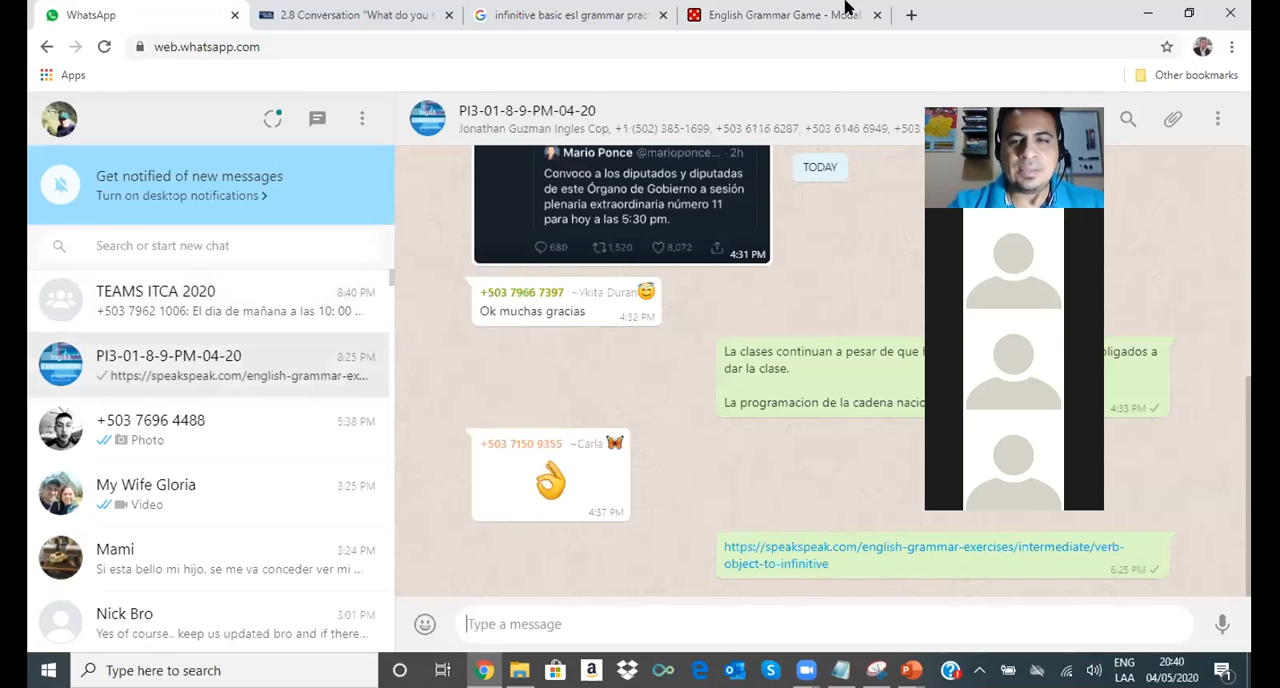 WhatsApp
2.8 Conversation "What do you s
infinitive basic esl grammar prac
English Grammar Game - Modal
web.whatsapp.com
Apps
Other bookmarks
PI3-01-8-9-PM-04-20
Jonathan Guzman Ingles Cop, +1 (502) 385-1699, +503 6116 6287, +503 6146 6949, +503
Get notified of new messages
Turn on desktop notifications >
Search or start new chat
TEAMS ITCA 2020
8:40 PM
+503 7962 1006: El dia de mañana a las 10: 00 ...
PI3-01-8-9-PM-04-20
8:25 PM
https://speakspeak.com/english-grammar-ex...
+503 7696 4488
5:38 PM
Photo
My Wife Gloria
3:25 PM
Video
Mami
3:24 PM
Si esta bello mi hijo, se me va conceder ver mi ...
Nick Bro
3:01 PM
Yes of course.. keep us updated bro and if there...
Mario Ponce @marioponce... · 2h
Convoco a los diputados y diputadas
de este Órgano de Gobierno a sesión
plenaria extraordinaria número 11
para hoy a las 5:30 pm.
680 1,520 8,072
4:31 PM
TODAY
+503 7966 7397 ~Ykita Duran
Ok muchas gracias
4:32 PM
La clases continuan a pesar de que
bligados a
dar la clase.
La programacion de la cadena nacio
4:33 PM
+503 7150 9355 ~Carla
4:37 PM
https://speakspeak.com/english-grammar-exercises/intermediate/verb-
object-to-infinitive
Type a message
Type here to search
ENG
LAA
20:40
04/05/2020